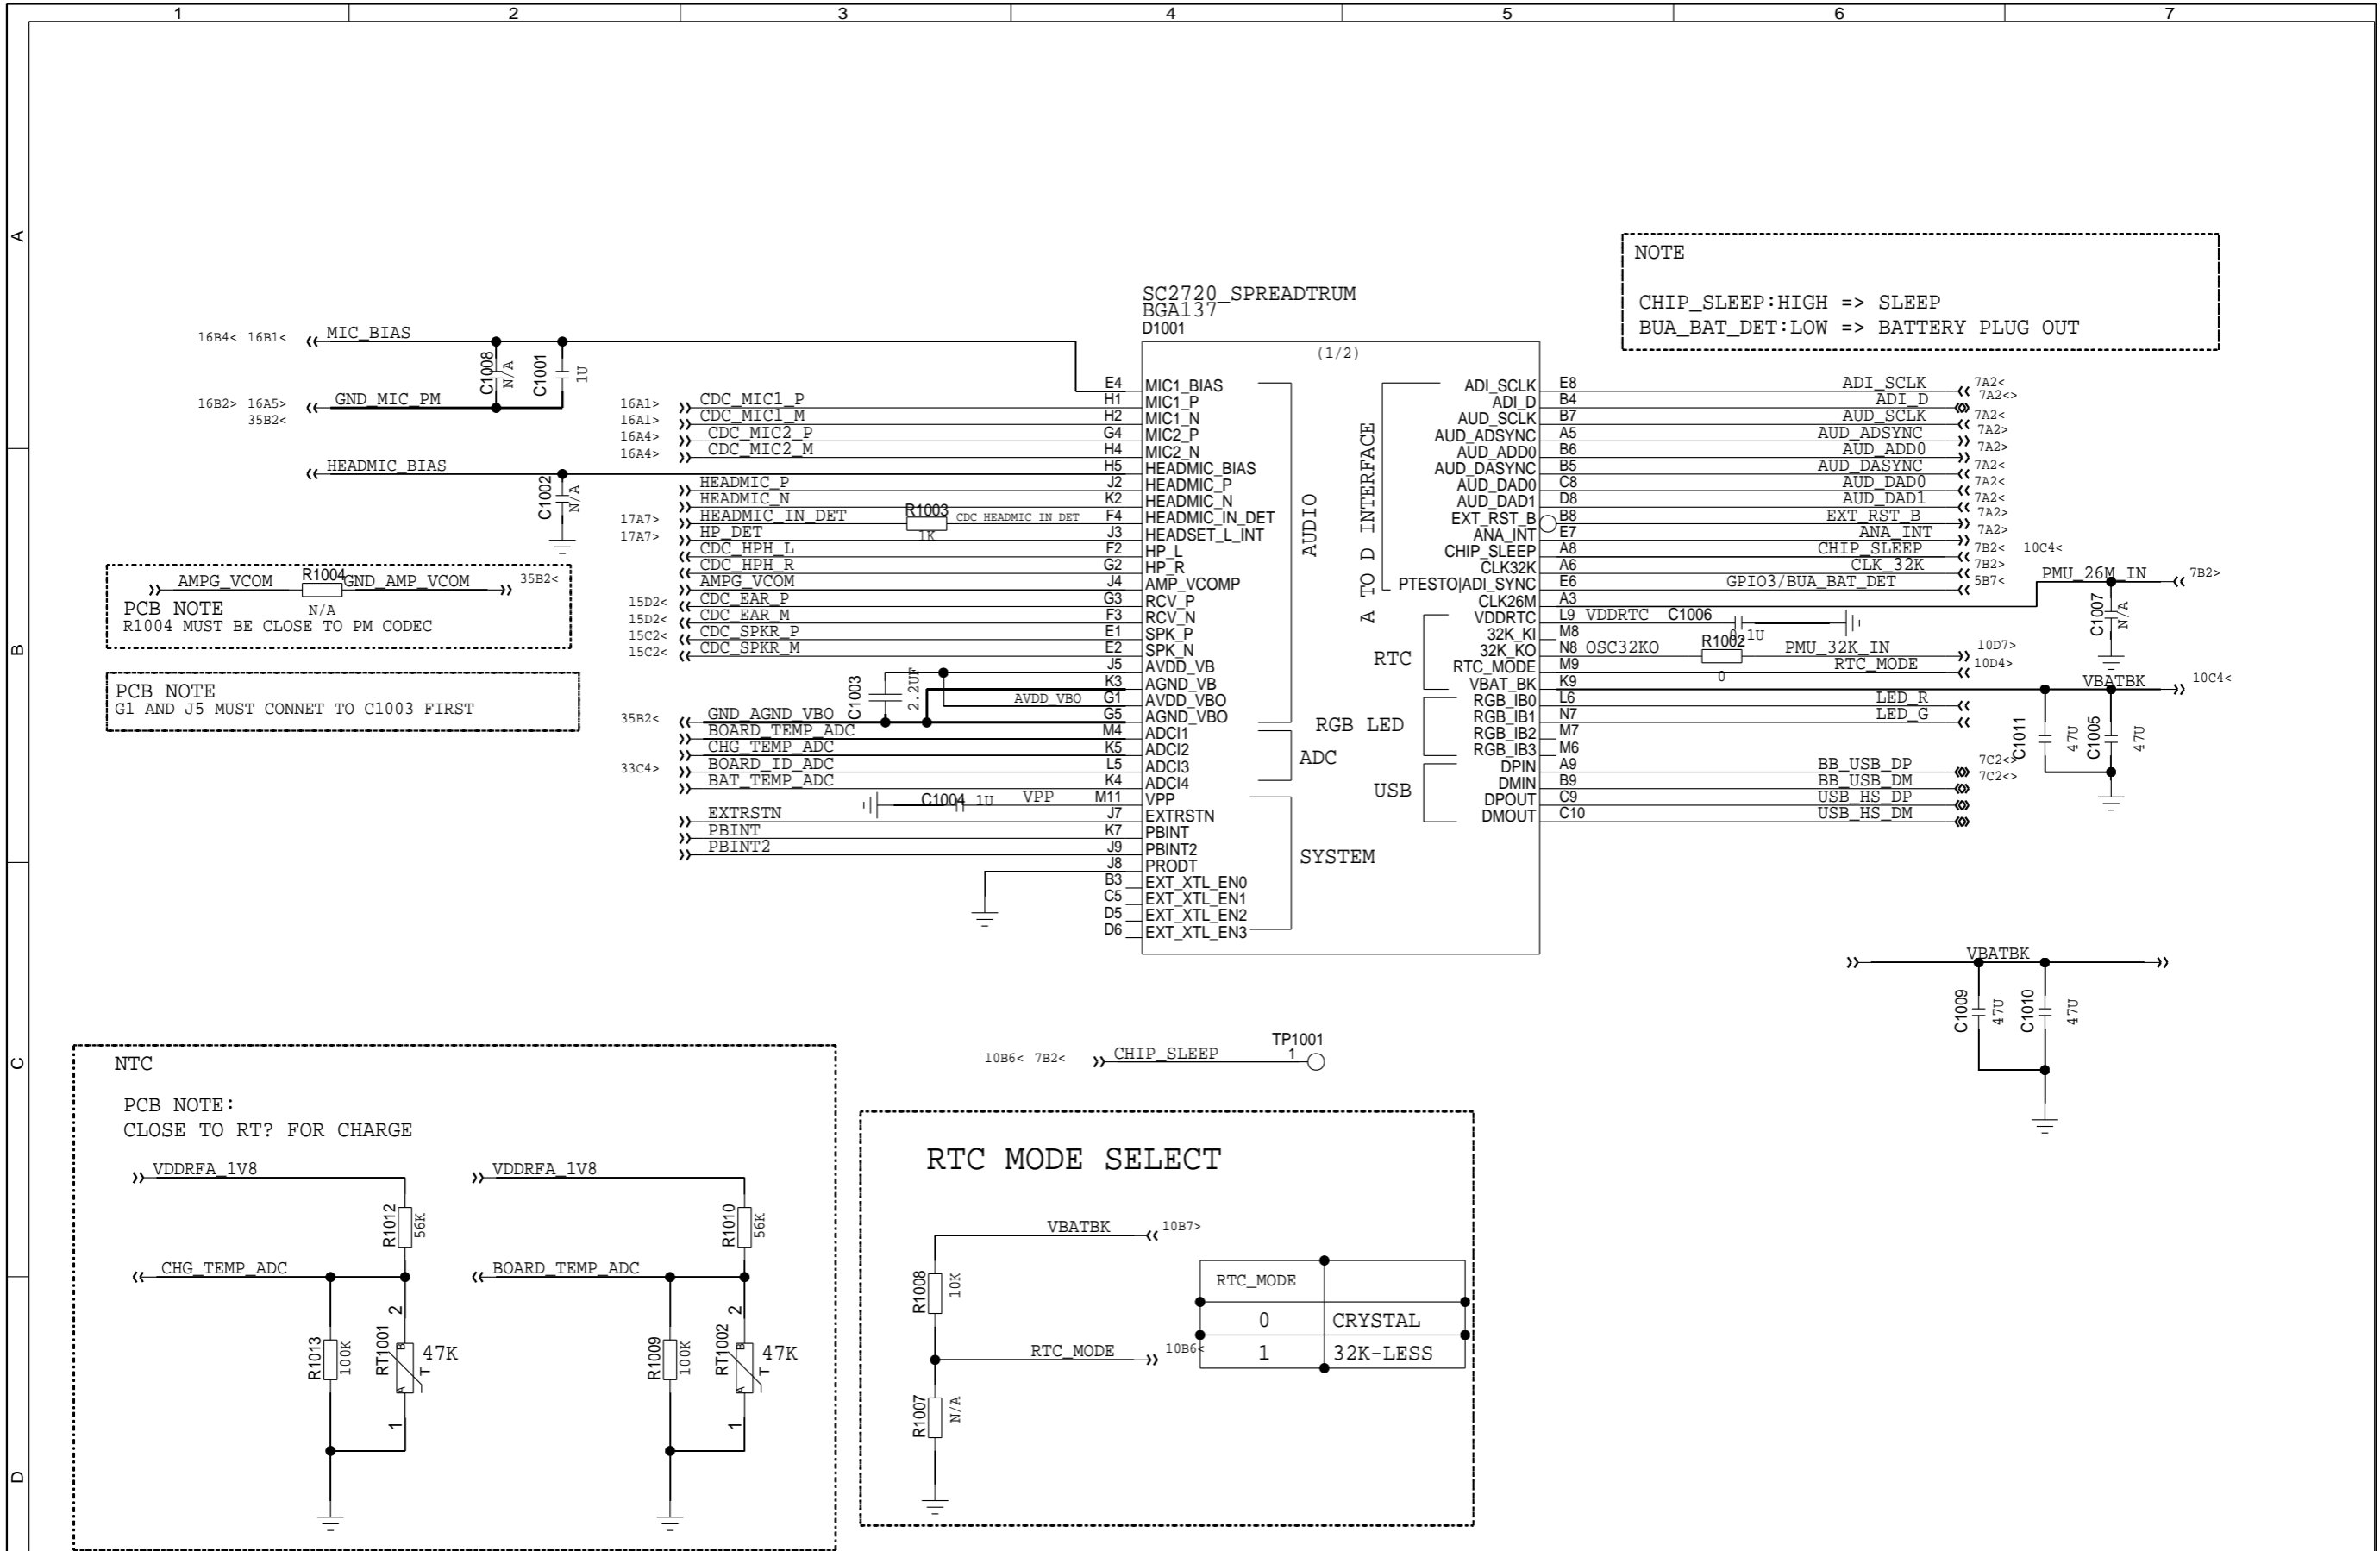 1 2 3 4 5 6 7
A
B
C
D
NOTE
CHIP_SLEEP:HIGH => SLEEP
BUA_BAT_DET:LOW => BATTERY PLUG OUT
SC2720_SPREADTRUM
BGA137
D1001
(1/2)
16B4< 16B1< MIC_BIAS
C1008 N/A
C1001 1U
16B2> 16A5> GND_MIC_PM
35B2<
E4 MIC1_BIAS
16A1> CDC_MIC1_P H1 MIC1_P
16A1> CDC_MIC1_M H2 MIC1_N
16A4> CDC_MIC2_P G4 MIC2_P
16A4> CDC_MIC2_M H4 MIC2_N
HEADMIC_BIAS H5 HEADMIC_BIAS
C1002 N/A
HEADMIC_P J2 HEADMIC_P
HEADMIC_N K2 HEADMIC_N
17A7> HEADMIC_IN_DET R1003 1K CDC_HEADMIC_IN_DET F4 HEADMIC_IN_DET
17A7> HP_DET J3 HEADSET_L_INT
CDC_HPH_L F2 HP_L
CDC_HPH_R G2 HP_R
AMPG_VCOM J4 AMP_VCOMP
15D2< CDC_EAR_P G3 RCV_P
15D2< CDC_EAR_M F3 RCV_N
15C2< CDC_SPKR_P E1 SPK_P
15C2< CDC_SPKR_M E2 SPK_N
J5 AVDD_VB
K3 AGND_VB
C1003 2.2UF
AVDD_VBO G1 AVDD_VBO
35B2< GND_AGND_VBO G5 AGND_VBO
BOARD_TEMP_ADC M4 ADCI1
CHG_TEMP_ADC K5 ADCI2
33C4> BOARD_ID_ADC L5 ADCI3
BAT_TEMP_ADC K4 ADCI4
C1004 1U VPP M11 VPP
EXTRSTN J7 EXTRSTN
PBINT K7 PBINT
PBINT2 J9 PBINT2
J8 PRODT
B3 EXT_XTL_EN0
C5 EXT_XTL_EN1
D5 EXT_XTL_EN2
D6 EXT_XTL_EN3
AUDIO
ADC
SYSTEM
A TO D INTERFACE
RTC
RGB LED
USB
ADI_SCLK E8 ADI_SCLK 7A2<
ADI_D B4 ADI_D 7A2<>
AUD_SCLK B7 AUD_SCLK 7A2<
AUD_ADSYNC A5 AUD_ADSYNC 7A2>
AUD_ADD0 B6 AUD_ADD0 7A2>
AUD_DASYNC B5 AUD_DASYNC 7A2<
AUD_DAD0 C8 AUD_DAD0 7A2<
AUD_DAD1 D8 AUD_DAD1 7A2<
EXT_RST_B B8 EXT_RST_B 7A2>
ANA_INT E7 ANA_INT 7A2>
CHIP_SLEEP A8 CHIP_SLEEP 7B2< 10C4<
CLK32K A6 CLK_32K 7B2>
PTESTO|ADI_SYNC E6 GPIO3/BUA_BAT_DET 5B7<
CLK26M A3 PMU_26M_IN 7B2>
C1007 N/A
VDDRTC L9 VDDRTC C1006 0.1U
32K_KI M8
32K_KO N8 OSC32KO R1002 0 PMU_32K_IN 10D7>
RTC_MODE M9 RTC_MODE 10D4>
VBAT_BK K9 VBATBK 10C4<
RGB_IB0 L6 LED_R
RGB_IB1 N7 LED_G
RGB_IB2 M7
RGB_IB3 M6
C1011 47U
C1005 47U
DPIN A9 BB_USB_DP 7C2<>
DMIN B9 BB_USB_DM 7C2<>
DPOUT C9 USB_HS_DP
DMOUT C10 USB_HS_DM
AMPG_VCOM R1004 GND_AMP_VCOM 35B2<
PCB NOTE N/A
R1004 MUST BE CLOSE TO PM CODEC
PCB NOTE
G1 AND J5 MUST CONNET TO C1003 FIRST
VBATBK
C1009 47U
C1010 47U
10B6< 7B2< CHIP_SLEEP 1 TP1001
NTC
PCB NOTE:
CLOSE TO RT? FOR CHARGE
VDDRFA_1V8
R1012 56K
CHG_TEMP_ADC
R1013 100K
RT1001 2 B A T 1 47K
VDDRFA_1V8
R1010 56K
BOARD_TEMP_ADC
R1009 100K
RT1002 2 B A T 1 47K
RTC MODE SELECT
VBATBK 10B7>
R1008 10K
RTC_MODE 10B6<
R1007 N/A
RTC_MODE
0 CRYSTAL
1 32K-LESS